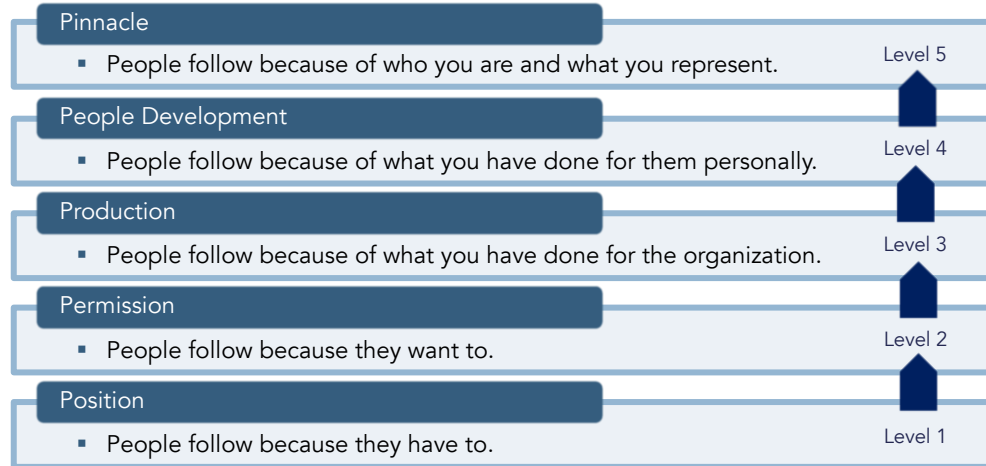 Pinnacle
▪ People follow because of who you are and what you represent.
Level 5
People Development
▪ People follow because of what you have done for them personally.
Level 4
Production
▪ People follow because of what you have done for the organization.
Level 3
Permission
▪ People follow because they want to.
Level 2
Position
▪ People follow because they have to.
Level 1